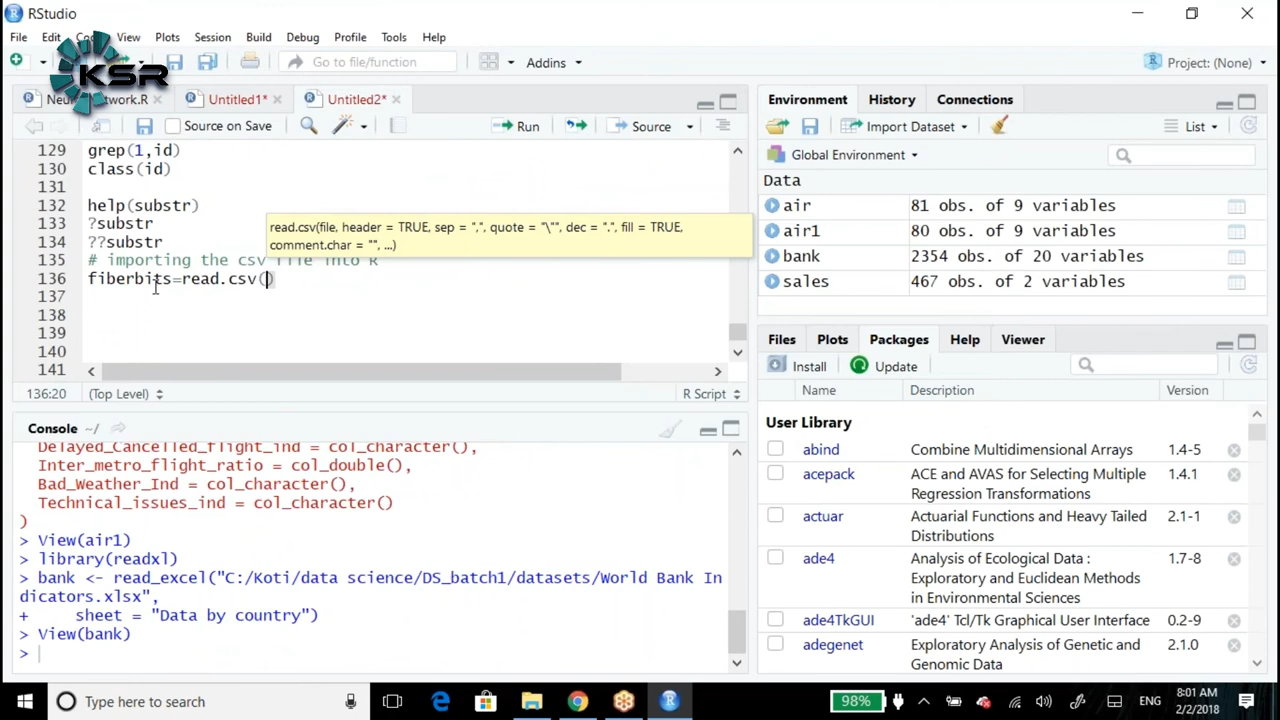 RStudio
File Edit View Plots Session Build Debug Profile Tools Help
KSR
Go to file/function
Addins
Project: (None)
Untitled1*
Untitled2*
Source on Save
Run
Source
129 grep(1,id)
130 class(id)
131
132 help(substr)
133 ?substr
134 ??substr
read.csv(file, header = TRUE, sep = ",", quote = "\"", dec = ".", fill = TRUE,
comment.char = "", ...)
135 # importing the csv file into R
136 fiberbits=read.csv()
137
138
139
140
141
136:20 (Top Level) R Script
Console ~/
Delayed_Cancelled_flight_ind = col_character(),
Inter_metro_flight_ratio = col_double(),
Bad_Weather_Ind = col_character(),
Technical_issues_ind = col_character()
)
> View(air1)
> library(readxl)
> bank <- read_excel("C:/Koti/data science/DS_batch1/datasets/World Bank In
dicators.xlsx",
+ sheet = "Data by country")
> View(bank)
>
Environment History Connections
Import Dataset List
Global Environment
Data
air 81 obs. of 9 variables
air1 80 obs. of 9 variables
bank 2354 obs. of 20 variables
sales 467 obs. of 2 variables
Files Plots Packages Help Viewer
Install Update
Name Description Version
User Library
abind Combine Multidimensional Arrays 1.4-5
acepack ACE and AVAS for Selecting Multiple 1.4.1
Regression Transformations
actuar Actuarial Functions and Heavy Tailed 2.1-1
Distributions
ade4 Analysis of Ecological Data : 1.7-8
Exploratory and Euclidean Methods
in Environmental Sciences
ade4TkGUI 'ade4' Tcl/Tk Graphical User Interface 0.2-9
adegenet Exploratory Analysis of Genetic and 2.1.0
Genomic Data
Type here to search
98%
ENG
8:01 AM
2/2/2018